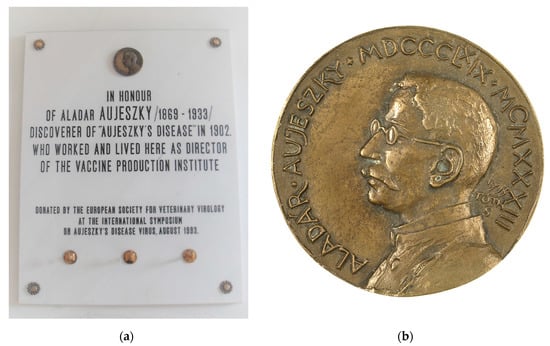 IN HONOUR
OF ALADAR AUJESZKY /1869 - 1933/
DISCOVERER OF "AUJESZKY'S DISEASE" IN 1902.
WHO WORKED AND LIVED HERE AS DIRECTOR
OF THE VACCINE PRODUCTION INSTITUTE
DONATED BY THE EUROPEAN SOCIETY FOR VETERINARY VIROLOGY
AT THE INTERNATIONAL SYMPOSIUM
ON AUJESZKY'S DISEASE VIRUS, AUGUST 1993.
ALADÁR · AUJESZKY · MDCCCLXIX · MCMXXXIII
(a)
(b)